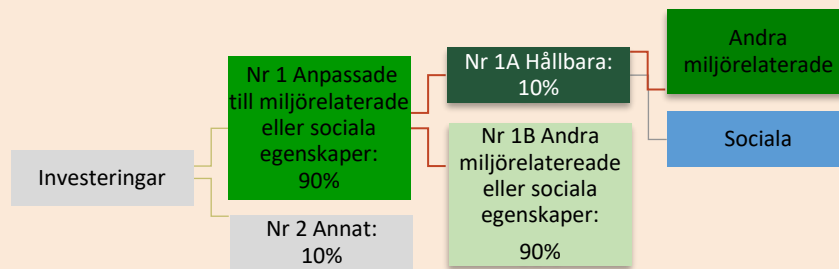 Investeringar
Nr 1 Anpassade
till miljörelaterade
eller sociala
egenskaper:
90%
Nr 2 Annat:
10%
Nr 1A Hållbara:
10%
Nr 1B Andra
miljörelatereade
eller sociala
egenskaper:
90%
Andra
miljörelaterade
Sociala